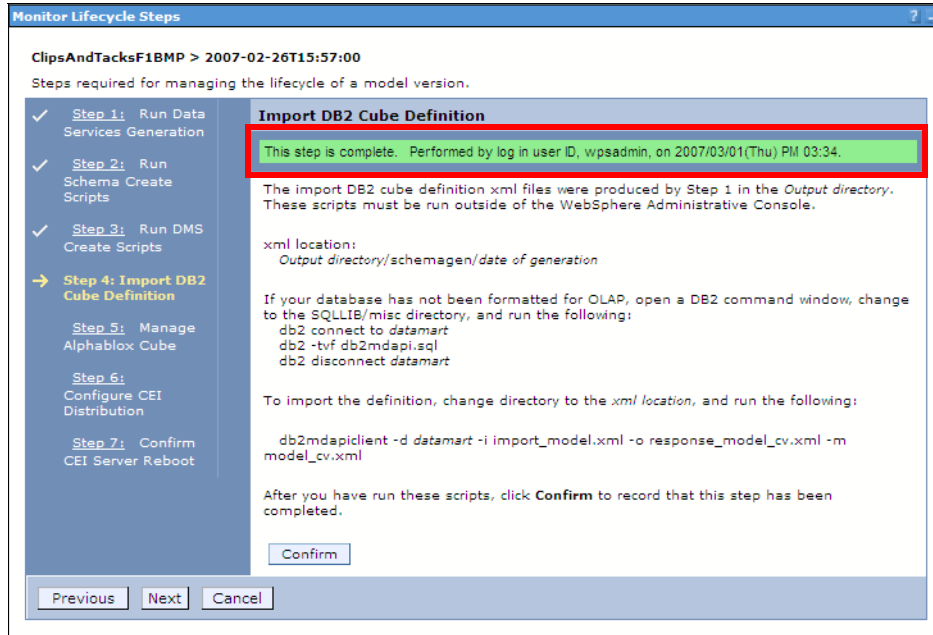 Monitor Lifecycle Steps
?
ClipsAndTacksF1BMP > 2007-02-26T15:57:00
Steps required for managing the lifecycle of a model version.
Step 1: Run Data
Services Generation
Step 2: Run
Schema Create
Scripts
Step 3: Run DMS
Create Scripts
Step 4: Import DB2
Cube Definition
Step 5: Manage
Alphablox Cube
Step 6:
Configure CEI
Distribution
Step 7: Confirm
CEI Server Reboot
Import DB2 Cube Definition
This step is complete. Performed by log in user ID, wpsadmin, on 2007/03/01(Thu) PM 03:34.
The import DB2 cube definition xml files were produced by Step 1 in the Output directory.
These scripts must be run outside of the WebSphere Administrative Console.
xml location:
Output directory/schemagen/date of generation
If your database has not been formatted for OLAP, open a DB2 command window, change
to the SQLLIB/misc directory, and run the following:
db2 connect to datamart
db2 -tvf db2mdapi.sql
db2 disconnect datamart
To import the definition, change directory to the xml location, and run the following:
db2mdapiclient -d datamart -i import_model.xml -o response_model_cv.xml -m
model_cv.xml
After you have run these scripts, click Confirm to record that this step has been
completed.
Confirm
Previous Next Cancel